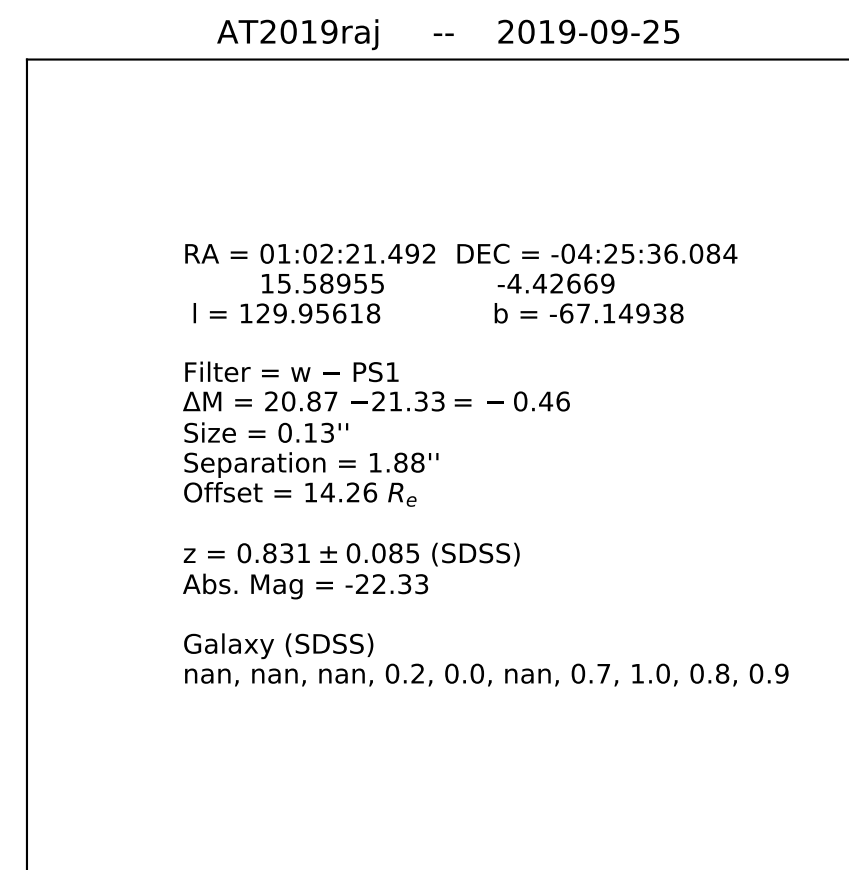 AT2019raj -- 2019-09-25
RA = 01:02:21.492 DEC = -04:25:36.084
15.58955 -4.42669
l = 129.95618 b = -67.14938
Filter = w − PS1
ΔM = 20.87 −21.33 = − 0.46
Size = 0.13''
Separation = 1.88''
Offset = 14.26 Rₑ
z = 0.831 ± 0.085 (SDSS)
Abs. Mag = -22.33
Galaxy (SDSS)
nan, nan, nan, 0.2, 0.0, nan, 0.7, 1.0, 0.8, 0.9